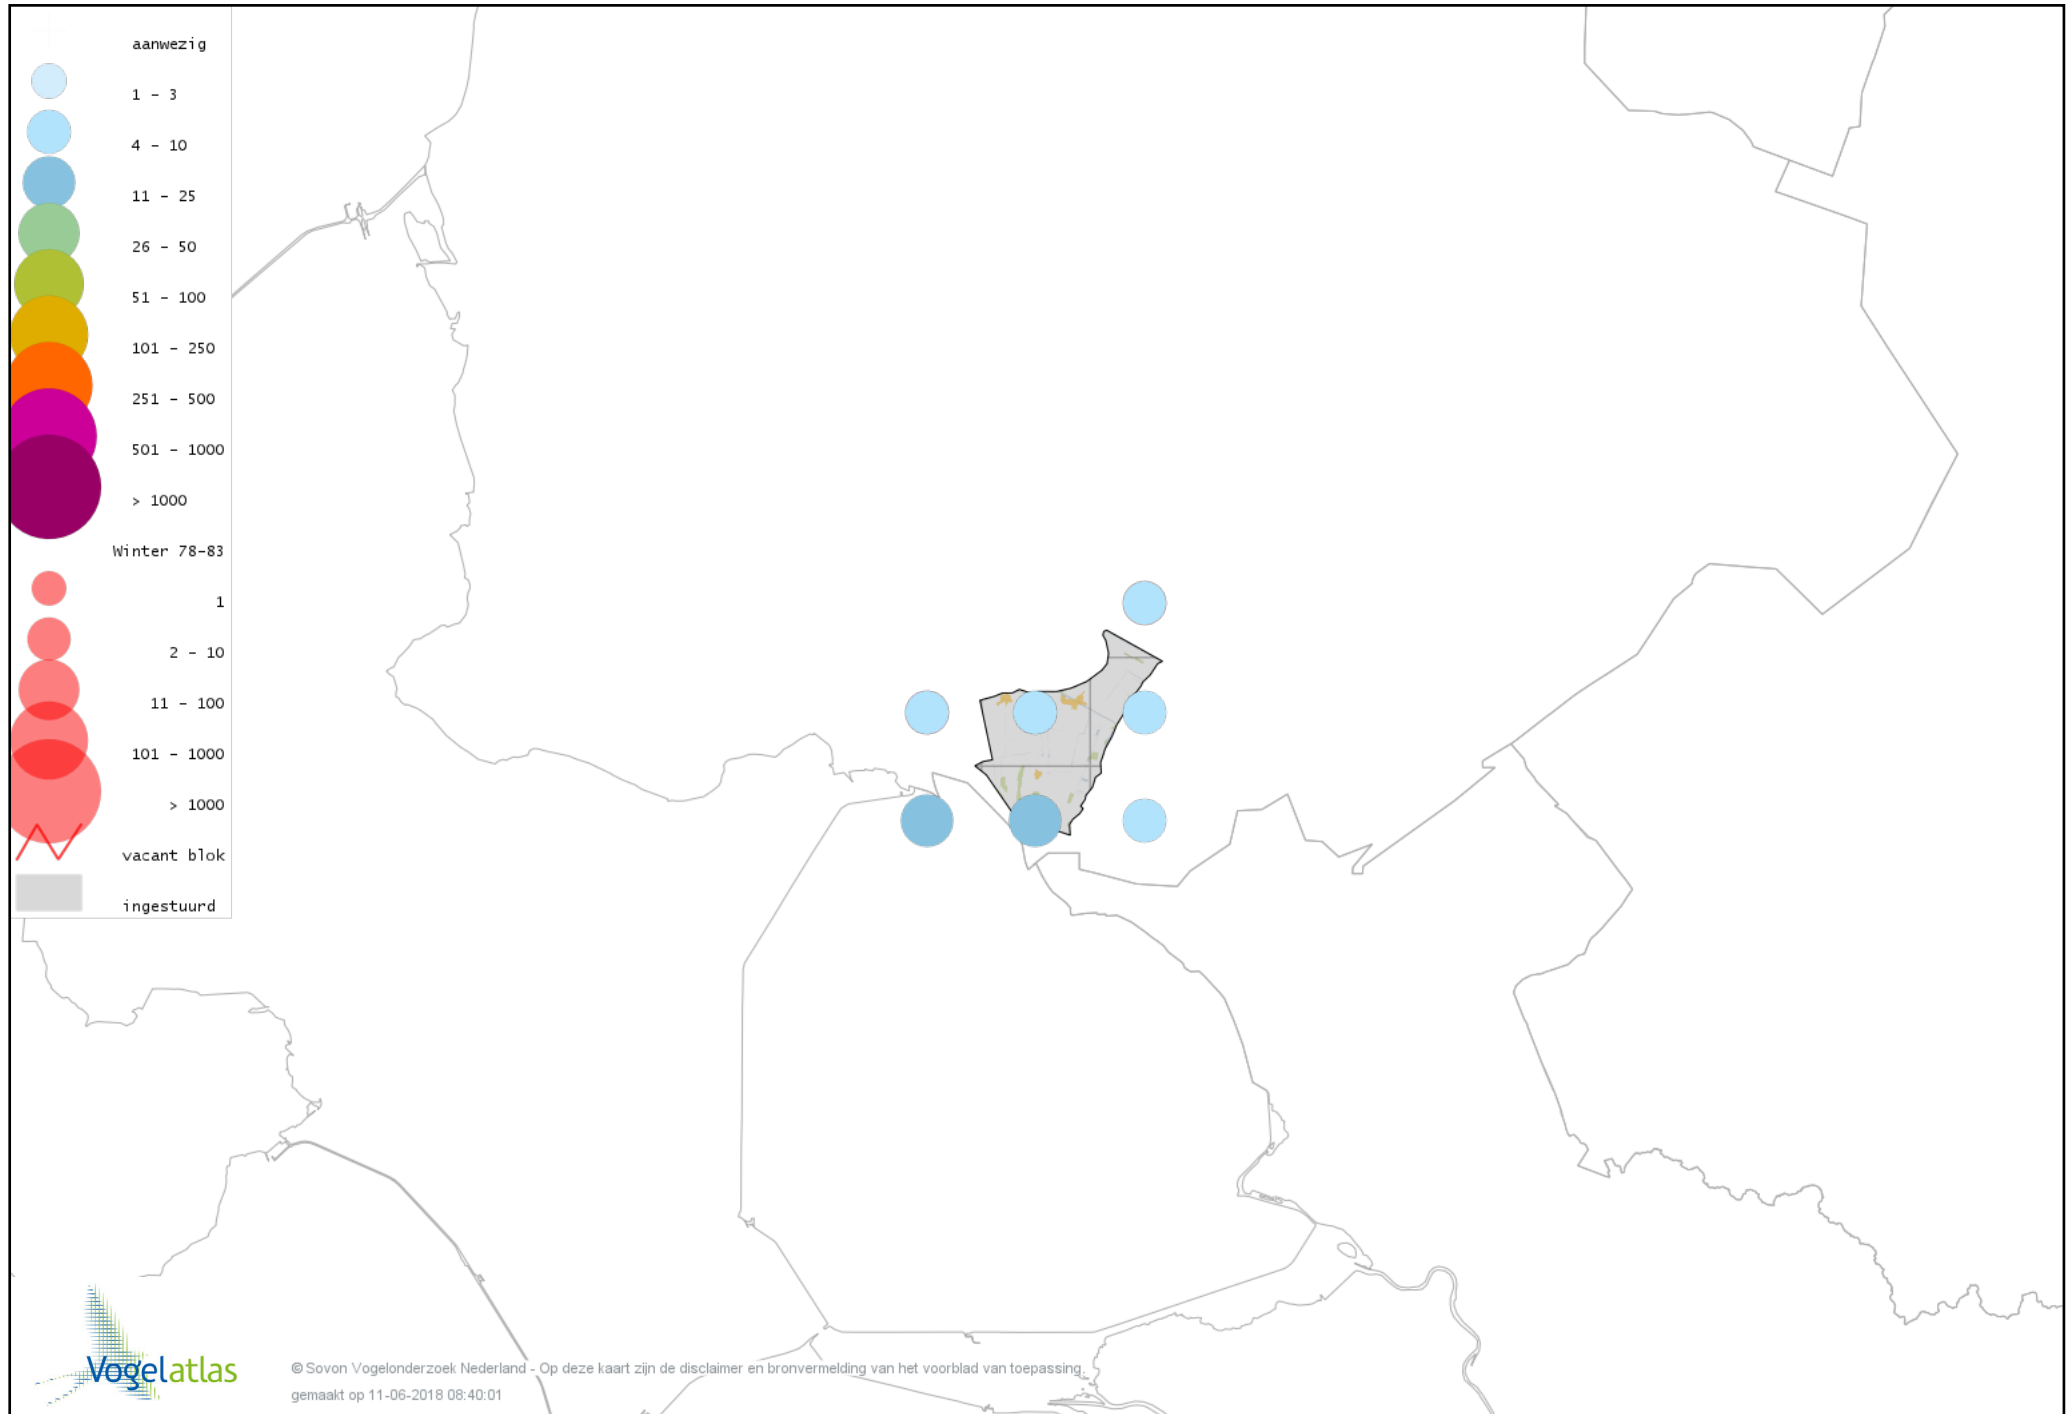 aanwezig
1 - 3
4 - 10
11 - 25
26 - 50
51 - 100
101 - 250
251 - 500
501 - 1000
> 1000
Winter 78-83
1
2 - 10
11 - 100
101 - 1000
> 1000
vacant blok
ingestuurd
Vogelatlas
© Sovon Vogelonderzoek Nederland - Op deze kaart zijn de disclaimer en bronvermelding van het voorblad van toepassing.
gemaakt op 11-06-2018 08:40:01